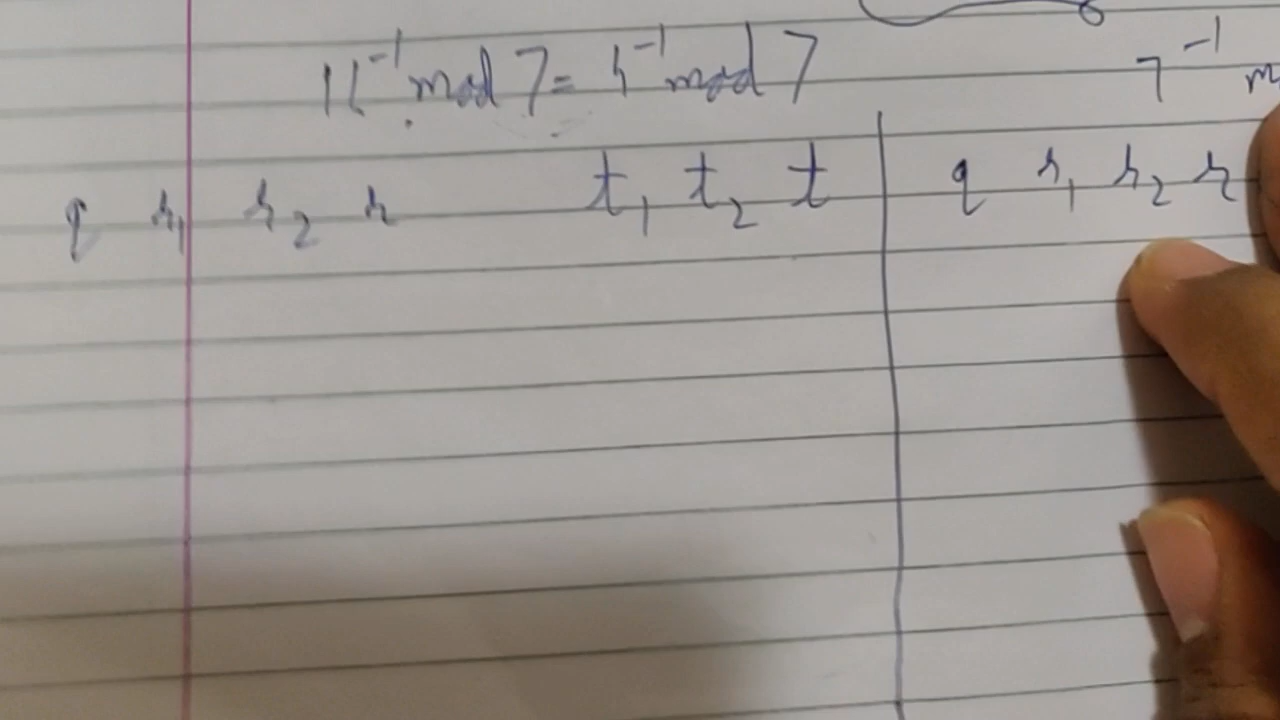 11⁻¹ mod 7 = 4⁻¹ mod 7 7⁻¹ m
q r₁ r₂ r t₁ t₂ t q r₁ r₂ r